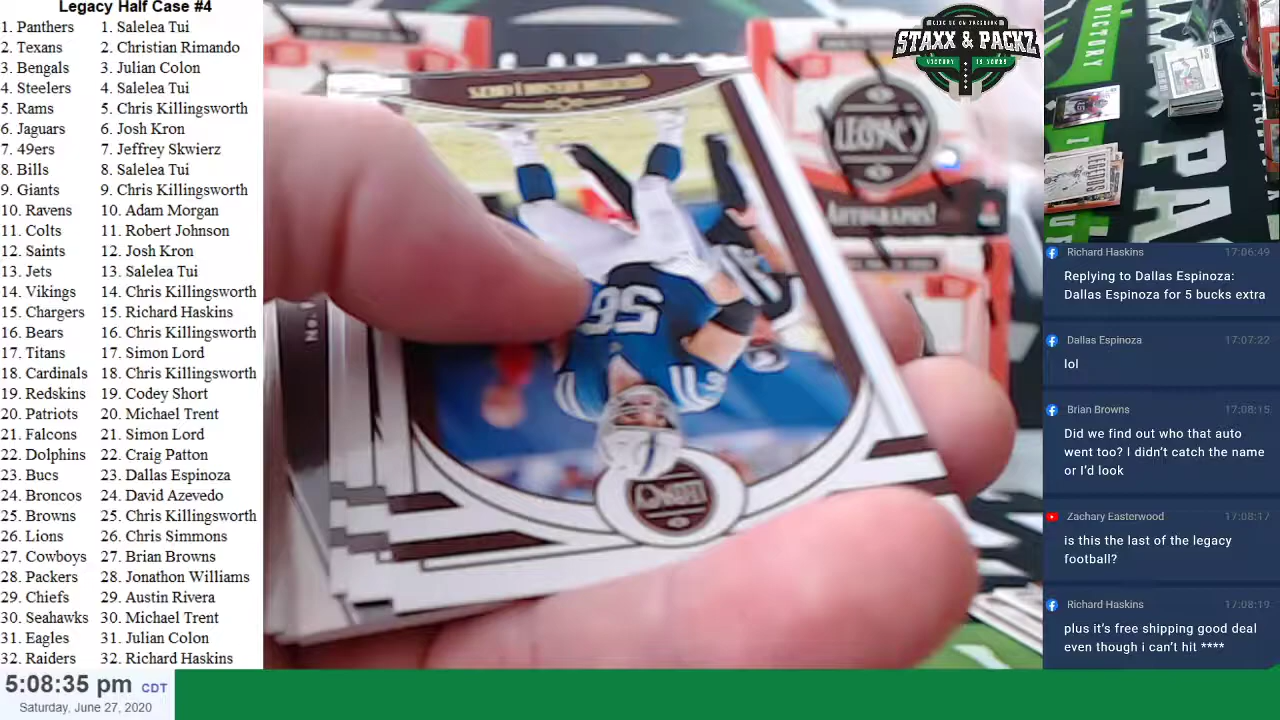 Legacy Half Case #4
1. Panthers 1. Salelea Tui
2. Texans 2. Christian Rimando
3. Bengals 3. Julian Colon
4. Steelers 4. Salelea Tui
5. Rams 5. Chris Killingsworth
6. Jaguars 6. Josh Kron
7. 49ers 7. Jeffrey Skwierz
8. Bills 8. Salelea Tui
9. Giants 9. Chris Killingsworth
10. Ravens 10. Adam Morgan
11. Colts 11. Robert Johnson
12. Saints 12. Josh Kron
13. Jets 13. Salelea Tui
14. Vikings 14. Chris Killingsworth
15. Chargers 15. Richard Haskins
16. Bears 16. Chris Killingsworth
17. Titans 17. Simon Lord
18. Cardinals 18. Chris Killingsworth
19. Redskins 19. Codey Short
20. Patriots 20. Michael Trent
21. Falcons 21. Simon Lord
22. Dolphins 22. Craig Patton
23. Bucs 23. Dallas Espinoza
24. Broncos 24. David Azevedo
25. Browns 25. Chris Killingsworth
26. Lions 26. Chris Simmons
27. Cowboys 27. Brian Browns
28. Packers 28. Jonathon Williams
29. Chiefs 29. Austin Rivera
30. Seahawks 30. Michael Trent
31. Eagles 31. Julian Colon
32. Raiders 32. Richard Haskins
5:08:35 pm CDT
Saturday, June 27, 2020
56
LEGACY
LEGACY
AUTOGRAPHS!
STAXX & PACKZ
VICTORY IS YOURS
VICTORY
PA
LEGENDS
Richard Haskins 17:06:49
Replying to Dallas Espinoza:
Dallas Espinoza for 5 bucks extra
Dallas Espinoza 17:07:22
lol
Brian Browns 17:08:15
Did we find out who that auto
went too? I didn't catch the name
or I'd look
Zachary Easterwood 17:08:17
is this the last of the legacy
football?
Richard Haskins 17:08:19
plus it's free shipping good deal
even though i can't hit ****